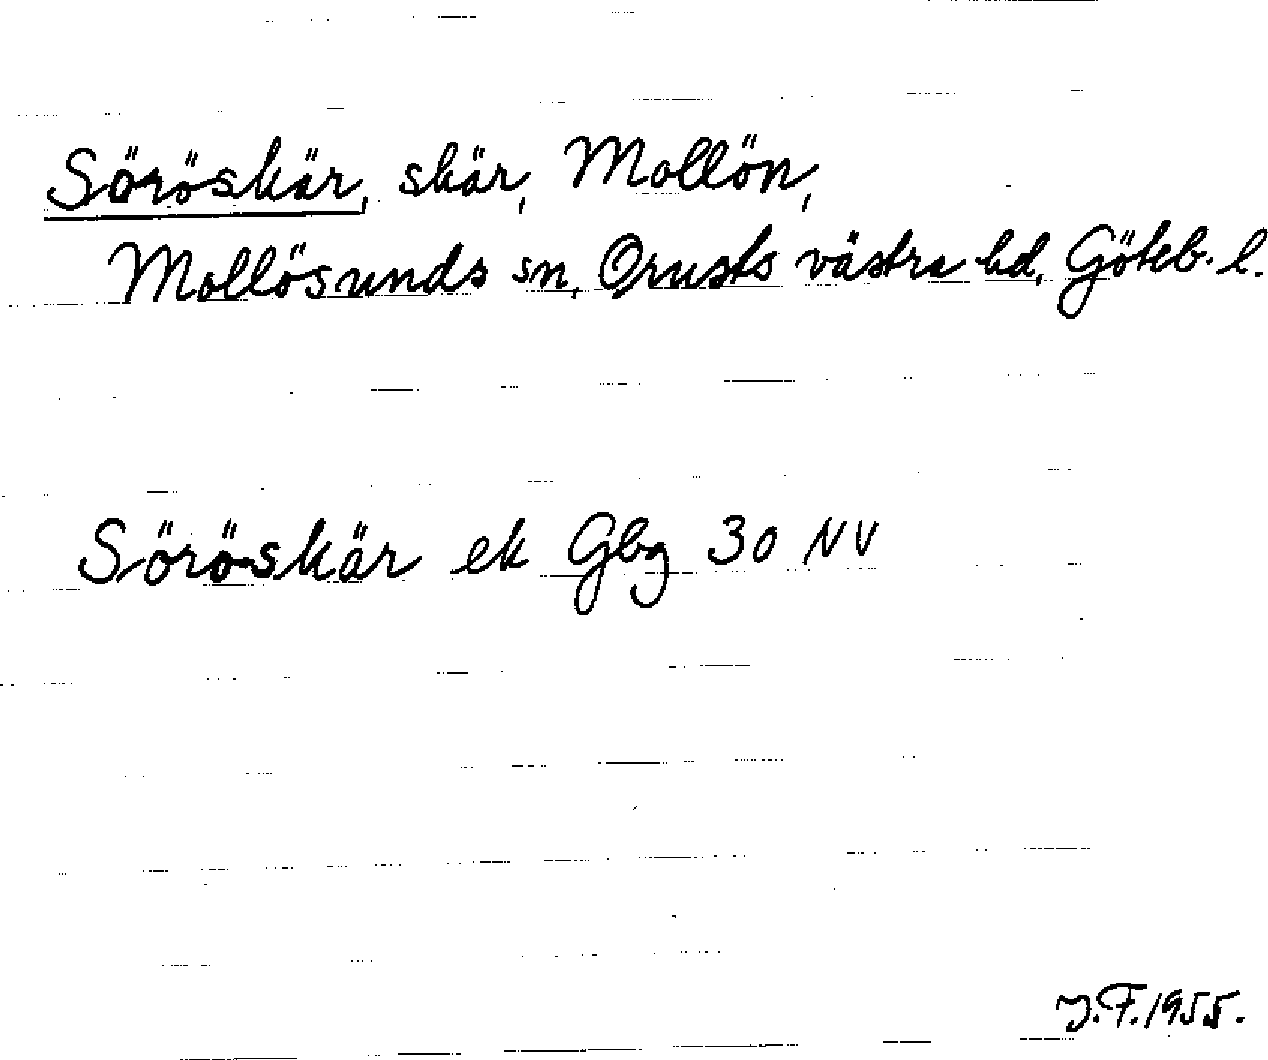 Söröskär, skär, Mollön,
Mollösunds sn, Orusts västra hd, Göteb. l.
Söröskär ek Gbg 30 NV
J.F. 1955.